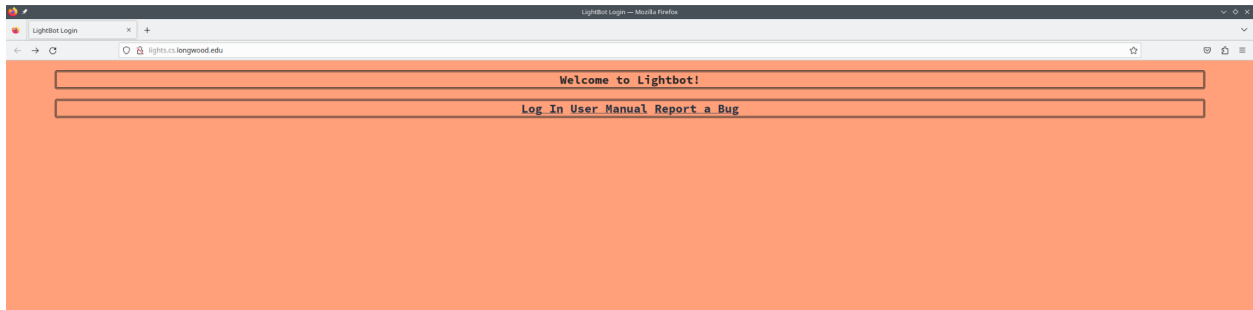 LightBot Login — Mozilla Firefox
LightBot Login
lights.cs.longwood.edu
Welcome to Lightbot!
Log In User Manual Report a Bug